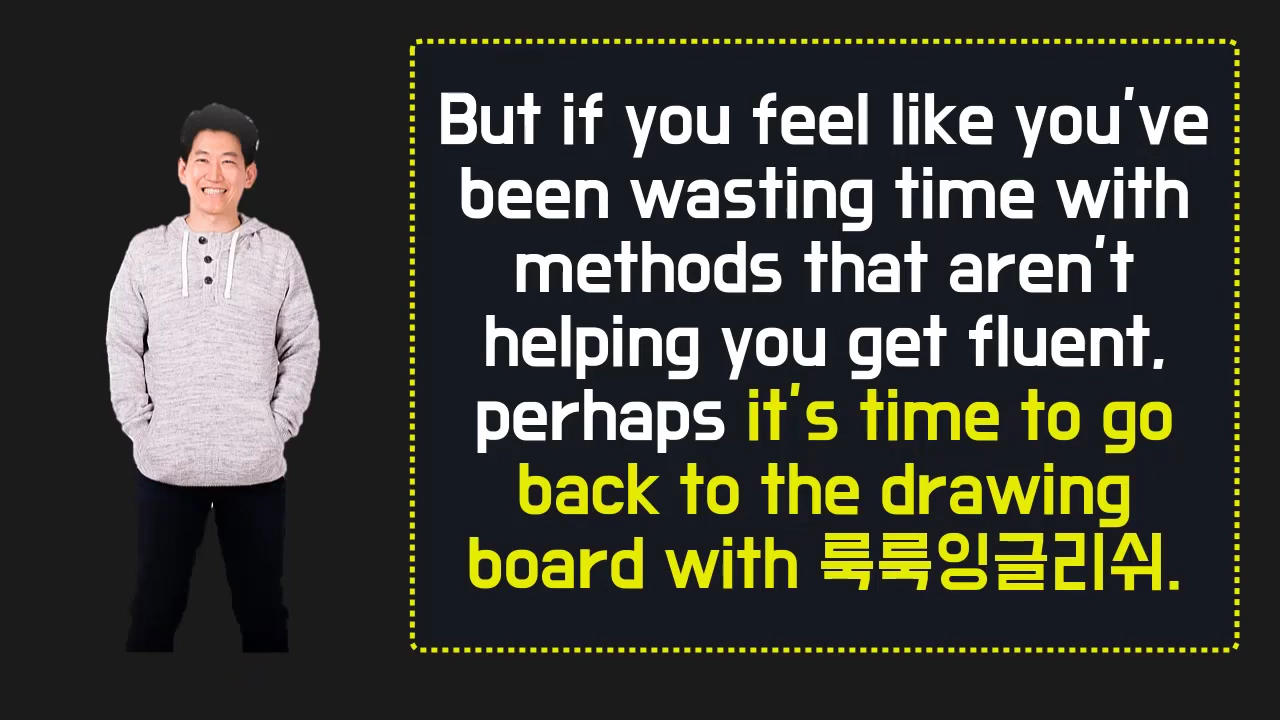 But if you feel like you've
been wasting time with
methods that aren't
helping you get fluent,
perhaps it's time to go
back to the drawing
board with 룩룩잉글리쉬.